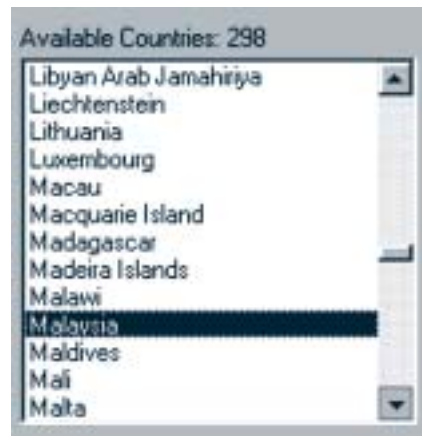 Available Countries: 298
Libyan Arab Jamahiriya
Liechtenstein
Lithuania
Luxembourg
Macau
Macquarie Island
Madagascar
Madeira Islands
Malawi
Malaysia
Maldives
Mali
Malta